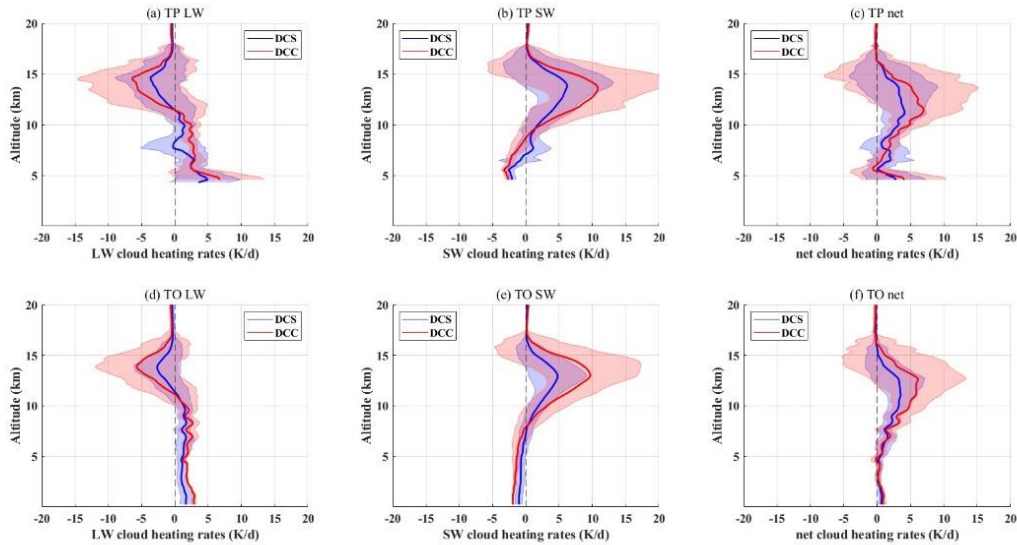 (a) TP LW
20
15
10
5
Altitude (km)
DCS
DCC
-20 -15 -10 -5 0 5 10 15 20
LW cloud heating rates (K/d)
(b) TP SW
20
15
10
5
Altitude (km)
DCS
DCC
-20 -15 -10 -5 0 5 10 15 20
SW cloud heating rates (K/d)
(c) TP net
20
15
10
5
Altitude (km)
DCS
DCC
-20 -15 -10 -5 0 5 10 15 20
net cloud heating rates (K/d)
(d) TO LW
20
15
10
5
Altitude (km)
DCS
DCC
-20 -15 -10 -5 0 5 10 15 20
LW cloud heating rates (K/d)
(e) TO SW
20
15
10
5
Altitude (km)
DCS
DCC
-20 -15 -10 -5 0 5 10 15 20
SW cloud heating rates (K/d)
(f) TO net
20
15
10
5
Altitude (km)
DCS
DCC
-20 -15 -10 -5 0 5 10 15 20
net cloud heating rates (K/d)